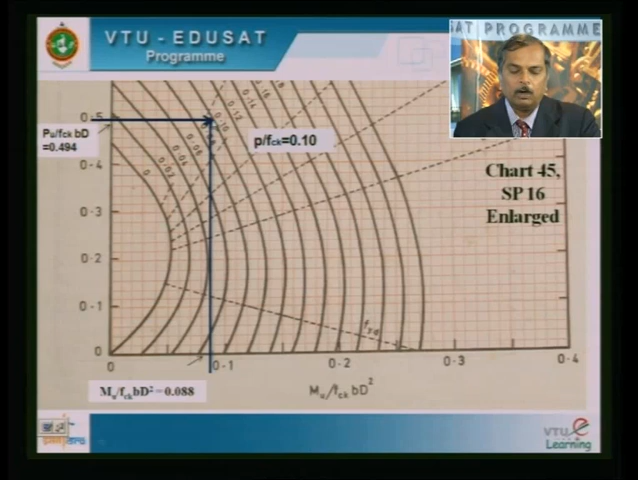 VTU - EDUSAT
Programme
SAT PROGRAMME
0·5
Pu/fck bD
=0.494
p/fck=0.10
0·4
Chart 45,
SP 16
Enlarged
0·3
0·2
0·1
0
0·1
0·2
0·3
0·4
fyd
Mu/fck bD²
Mu/fckbD²=0.088
VTU e
Learning